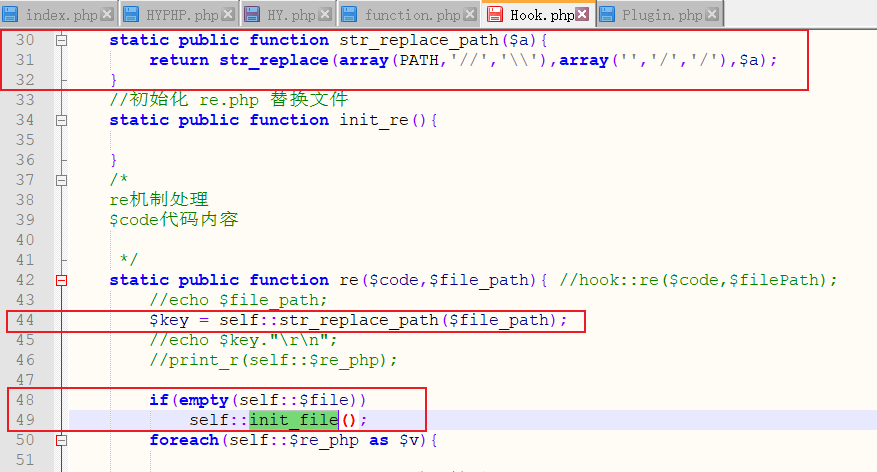 index.php HYPHP.php HY.php function.php Hook.php Plugin.php
30 static public function str_replace_path($a){
31 return str_replace(array(PATH,'//','\\'),array('','/','/'),$a);
32 }
33 //初始化 re.php 替换文件
34 static public function init_re(){
35
36 }
37 /*
38 re机制处理
39 $code代码内容
40
41 */
42 static public function re($code,$file_path){ //hook::re($code,$filePath);
43 //echo $file_path;
44 $key = self::str_replace_path($file_path);
45 //echo $key."\r\n";
46 //print_r(self::$re_php);
47
48 if(empty(self::$file))
49 self::init_file();
50 foreach(self::$re_php as $v){
51